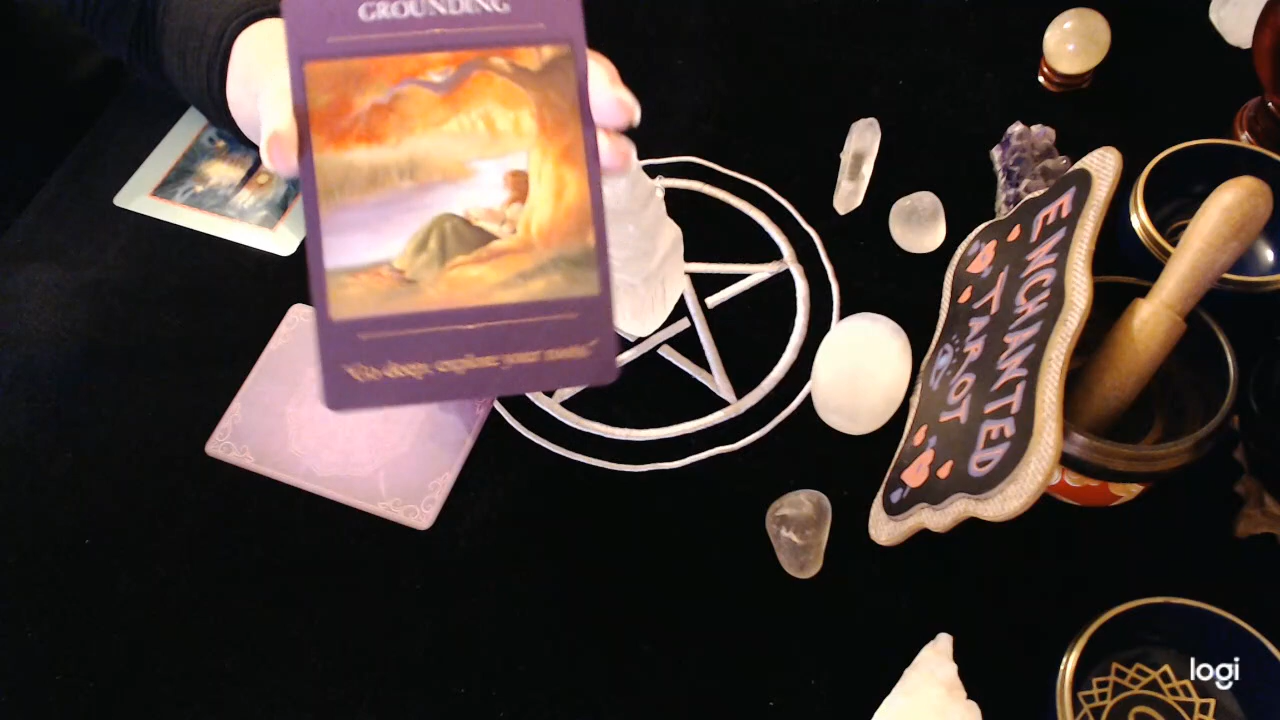 GROUNDING
"Go deep; explore your roots."
ENCHANTED
TAROT
logi